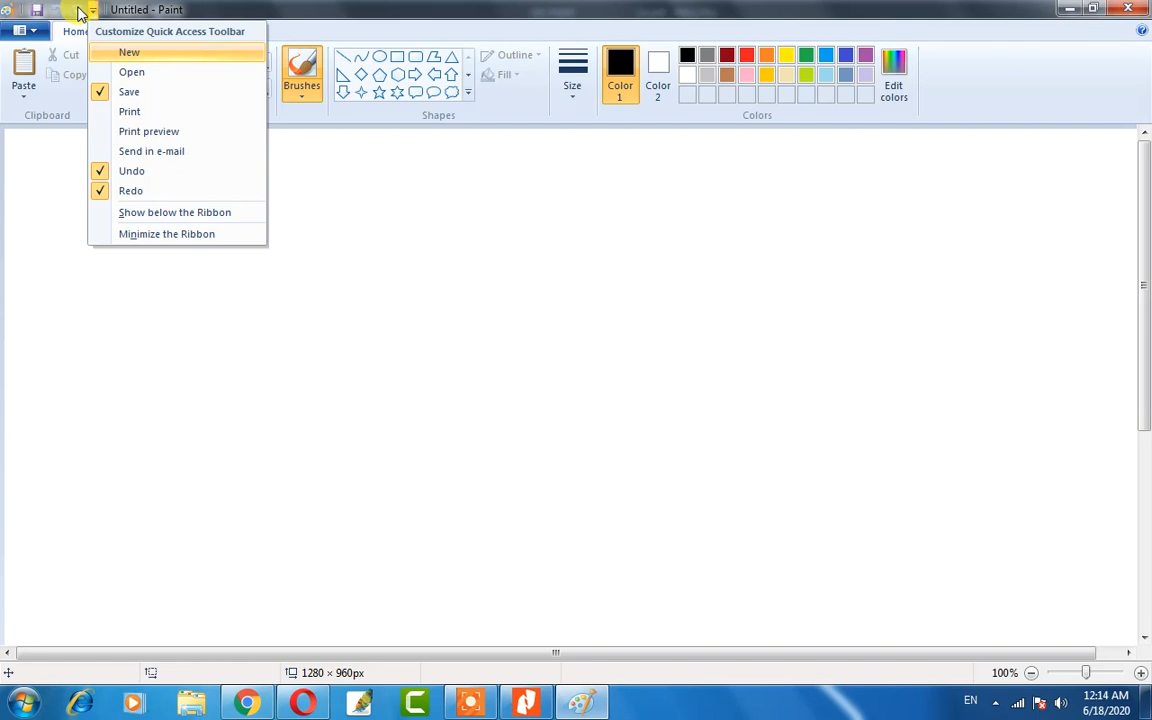 Untitled - Paint
Home
Customize Quick Access Toolbar
New
Open
Save
Print
Print preview
Send in e-mail
Undo
Redo
Show below the Ribbon
Minimize the Ribbon
Paste
Cut
Copy
Clipboard
Brushes
Outline
Fill
Shapes
Size
Color
1
Color
2
Edit
colors
Colors
1280 × 960px
100%
EN
12:14 AM
6/18/2020